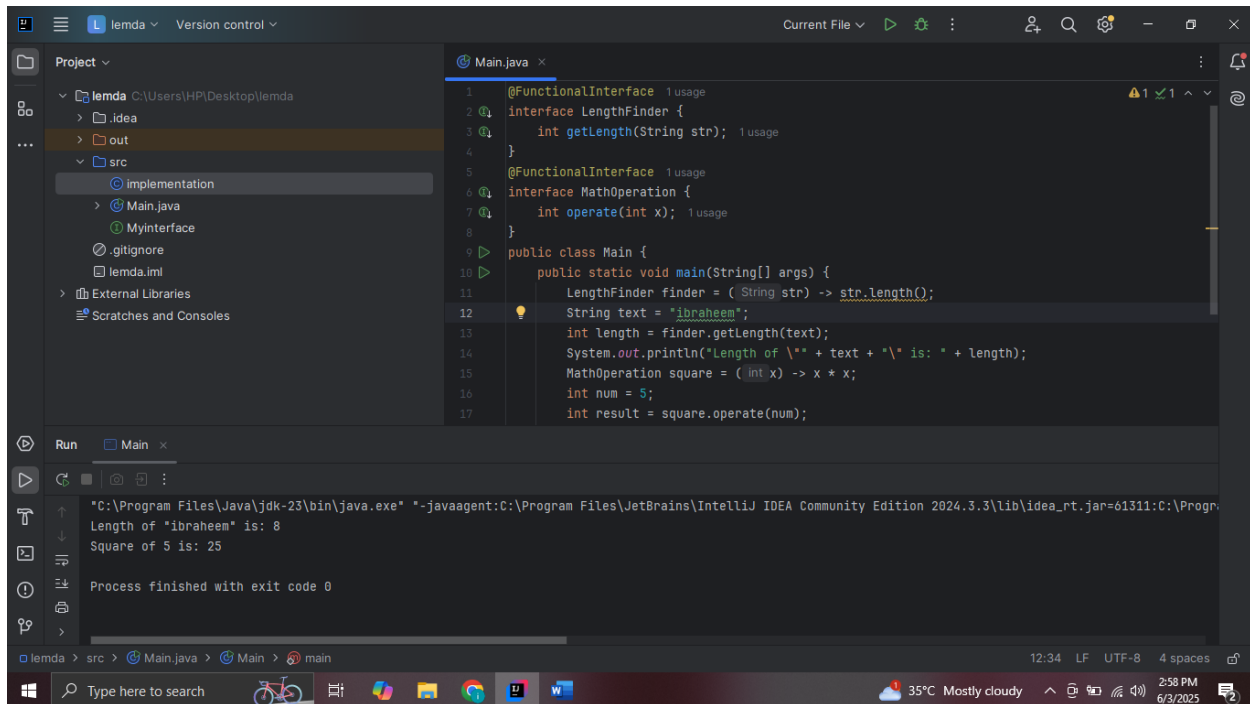 lemda Version control Current File
Project
Main.java
lemda C:\Users\HP\Desktop\lemda
.idea
out
src
implementation
Main.java
Myinterface
.gitignore
lemda.iml
External Libraries
Scratches and Consoles
1 @FunctionalInterface 1 usage
2 interface LengthFinder {
3 int getLength(String str); 1 usage
4 }
5 @FunctionalInterface 1 usage
6 interface MathOperation {
7 int operate(int x); 1 usage
8 }
9 public class Main {
10 public static void main(String[] args) {
11 LengthFinder finder = ( String str) -> str.length();
12 String text = "ibraheem";
13 int length = finder.getLength(text);
14 System.out.println("Length of \"" + text + "\" is: " + length);
15 MathOperation square = ( int x) -> x * x;
16 int num = 5;
17 int result = square.operate(num);
1 1
Run Main
"C:\Program Files\Java\jdk-23\bin\java.exe" "-javaagent:C:\Program Files\JetBrains\IntelliJ IDEA Community Edition 2024.3.3\lib\idea_rt.jar=61311:C:\Progr
Length of "ibraheem" is: 8
Square of 5 is: 25
Process finished with exit code 0
lemda > src > Main.java > Main > main 12:34 LF UTF-8 4 spaces
Type here to search 35°C Mostly cloudy 2:58 PM
6/3/2025
2